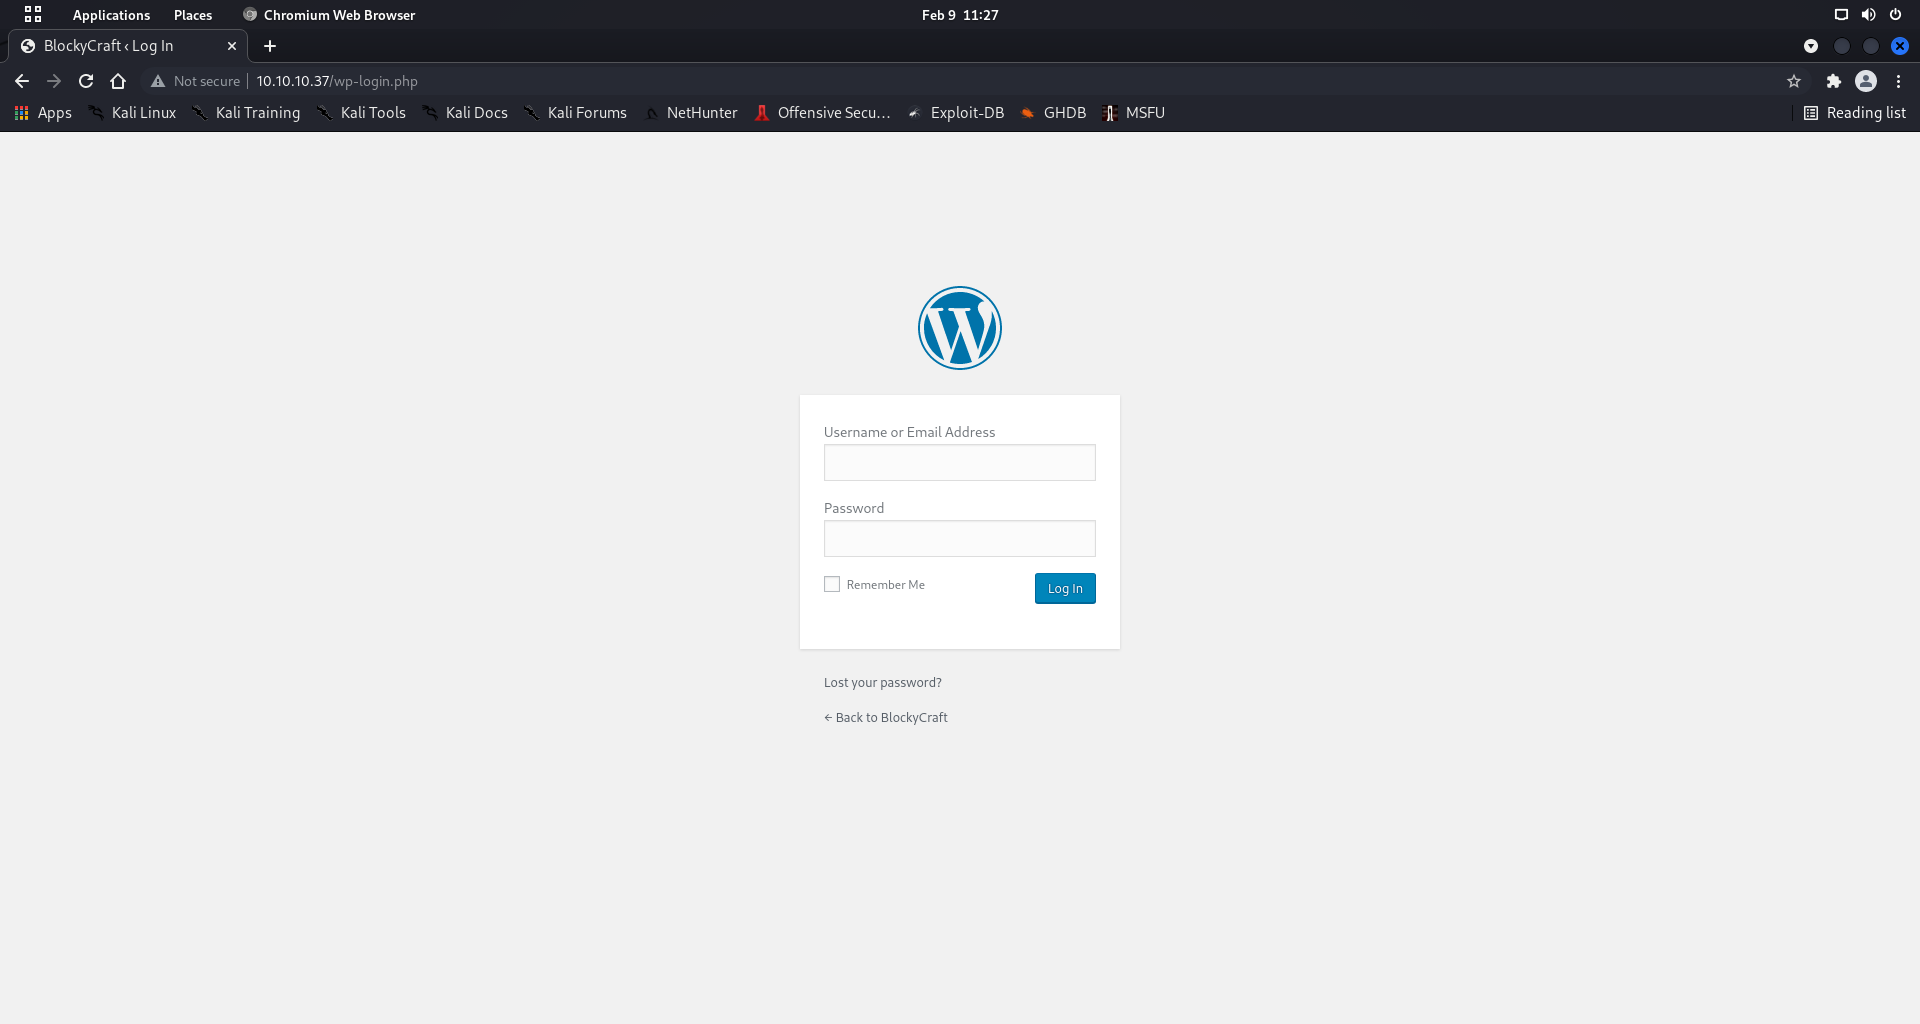 Applications Places Chromium Web Browser Feb 9 11:27
BlockyCraft ‹ Log In
Not secure 10.10.10.37/wp-login.php
Apps Kali Linux Kali Training Kali Tools Kali Docs Kali Forums NetHunter Offensive Secu… Exploit-DB GHDB MSFU Reading list
Username or Email Address
Password
Remember Me Log In
Lost your password?
← Back to BlockyCraft